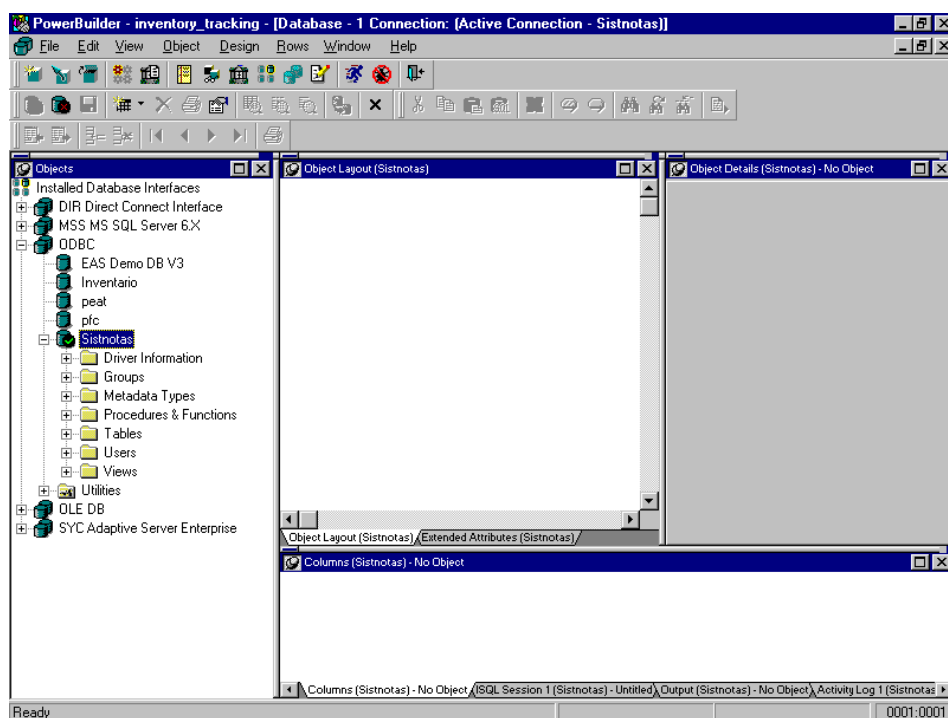 PowerBuilder - inventory_tracking - [Database - 1 Connection: (Active Connection - Sistnotas)]
File Edit View Object Design Rows Window Help
Objects
Installed Database Interfaces
DIR Direct Connect Interface
MSS MS SQL Server 6.X
ODBC
EAS Demo DB V3
Inventario
peat
pfc
Sistnotas
Driver Information
Groups
Metadata Types
Procedures & Functions
Tables
Users
Views
Utilities
OLE DB
SYC Adaptive Server Enterprise
Object Layout (Sistnotas)
Object Layout (Sistnotas) Extended Attributes (Sistnotas)
Object Details (Sistnotas) - No Object
Columns (Sistnotas) - No Object
Columns (Sistnotas) - No Object ISQL Session 1 (Sistnotas) - Untitled Output (Sistnotas) - No Object Activity Log 1 (Sistnotas
Ready 0001:0001